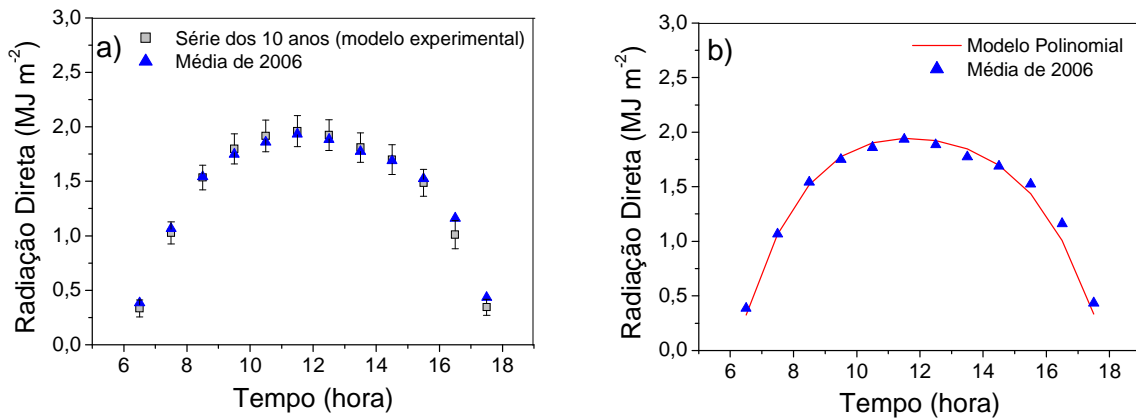 3,0
2,5
2,0
1,5
1,0
0,5
0,0
Radiação Direta (MJ m⁻²)
a)
Série dos 10 anos (modelo experimental)
Média de 2006
6 8 10 12 14 16 18
Tempo (hora)
3,0
2,5
2,0
1,5
1,0
0,5
0,0
Radiação Direta (MJ m⁻²)
b)
Modelo Polinomial
Média de 2006
6 8 10 12 14 16 18
Tempo (hora)